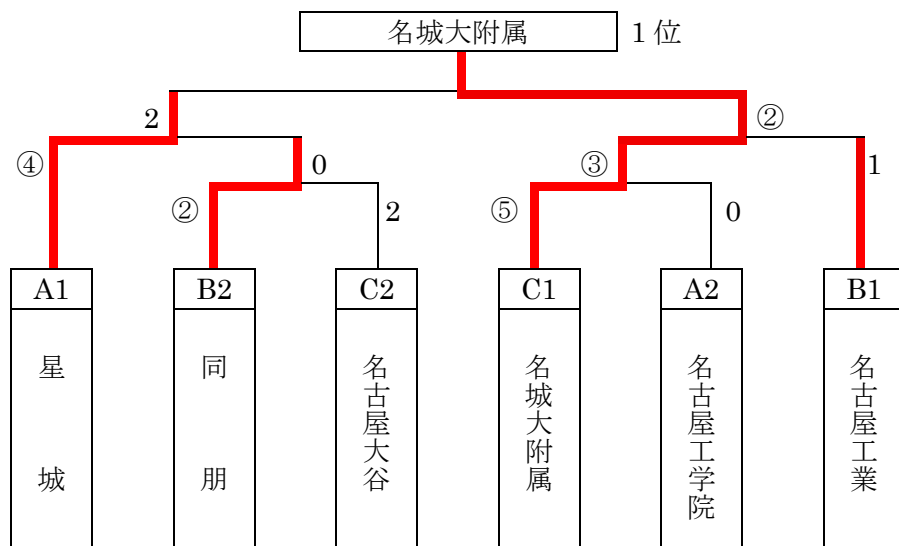 名城大附属 1位
2 ②
④ 0 ③ 1
② 2 ⑤ 0
A1 B2 C2 C1 A2 B1
星城
同朋
名古屋大谷
名城大附属
名古屋工学院
名古屋工業